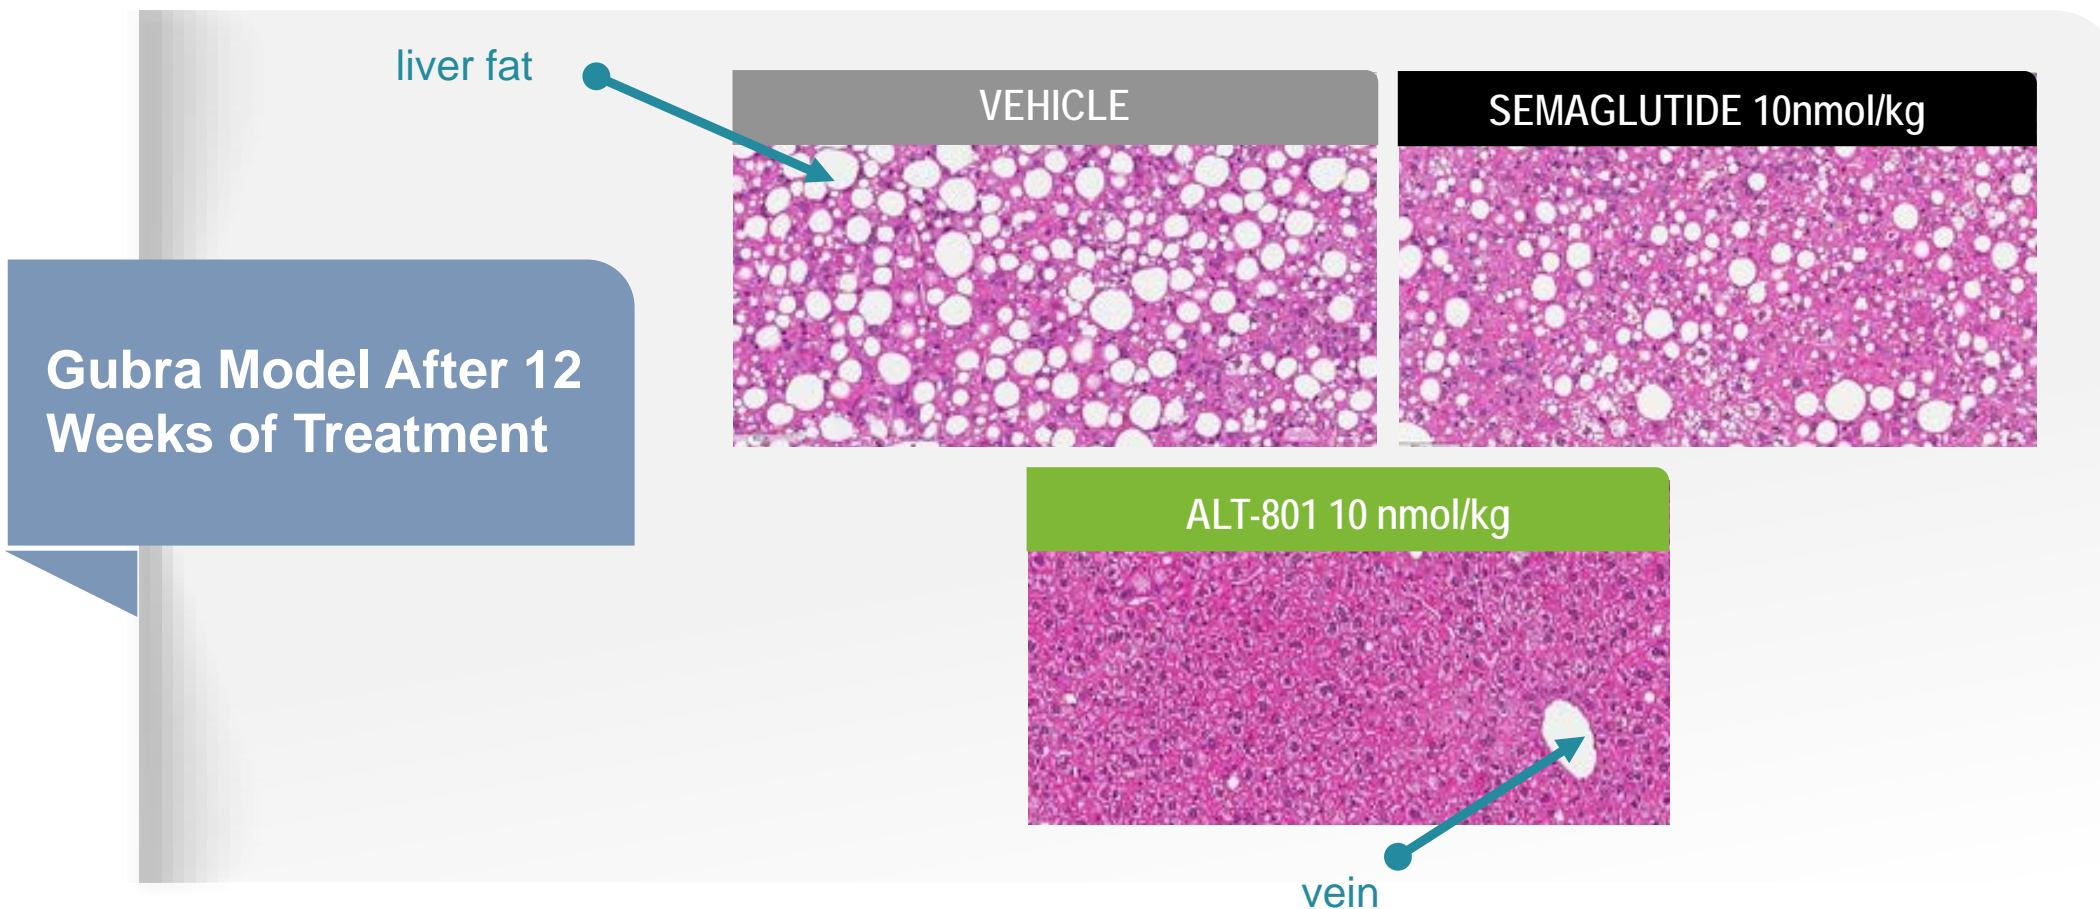 liver fat
VEHICLE
SEMAGLUTIDE 10nmol/kg
Gubra Model After 12
Weeks of Treatment
ALT-801 10 nmol/kg
vein